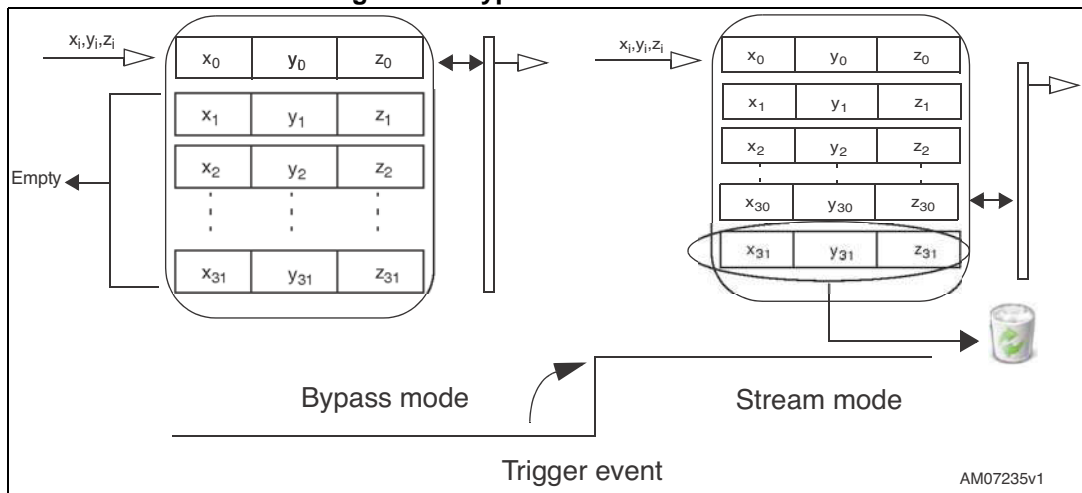 xᵢ,yᵢ,zᵢ
x₀ y₀ z₀
x₁ y₁ z₁
x₂ y₂ z₂
x₃₁ y₃₁ z₃₁
Empty
xᵢ,yᵢ,zᵢ
x₀ y₀ z₀
x₁ y₁ z₁
x₂ y₂ z₂
x₃₀ y₃₀ z₃₀
x₃₁ y₃₁ z₃₁
Bypass mode
Stream mode
Trigger event
AM07235v1